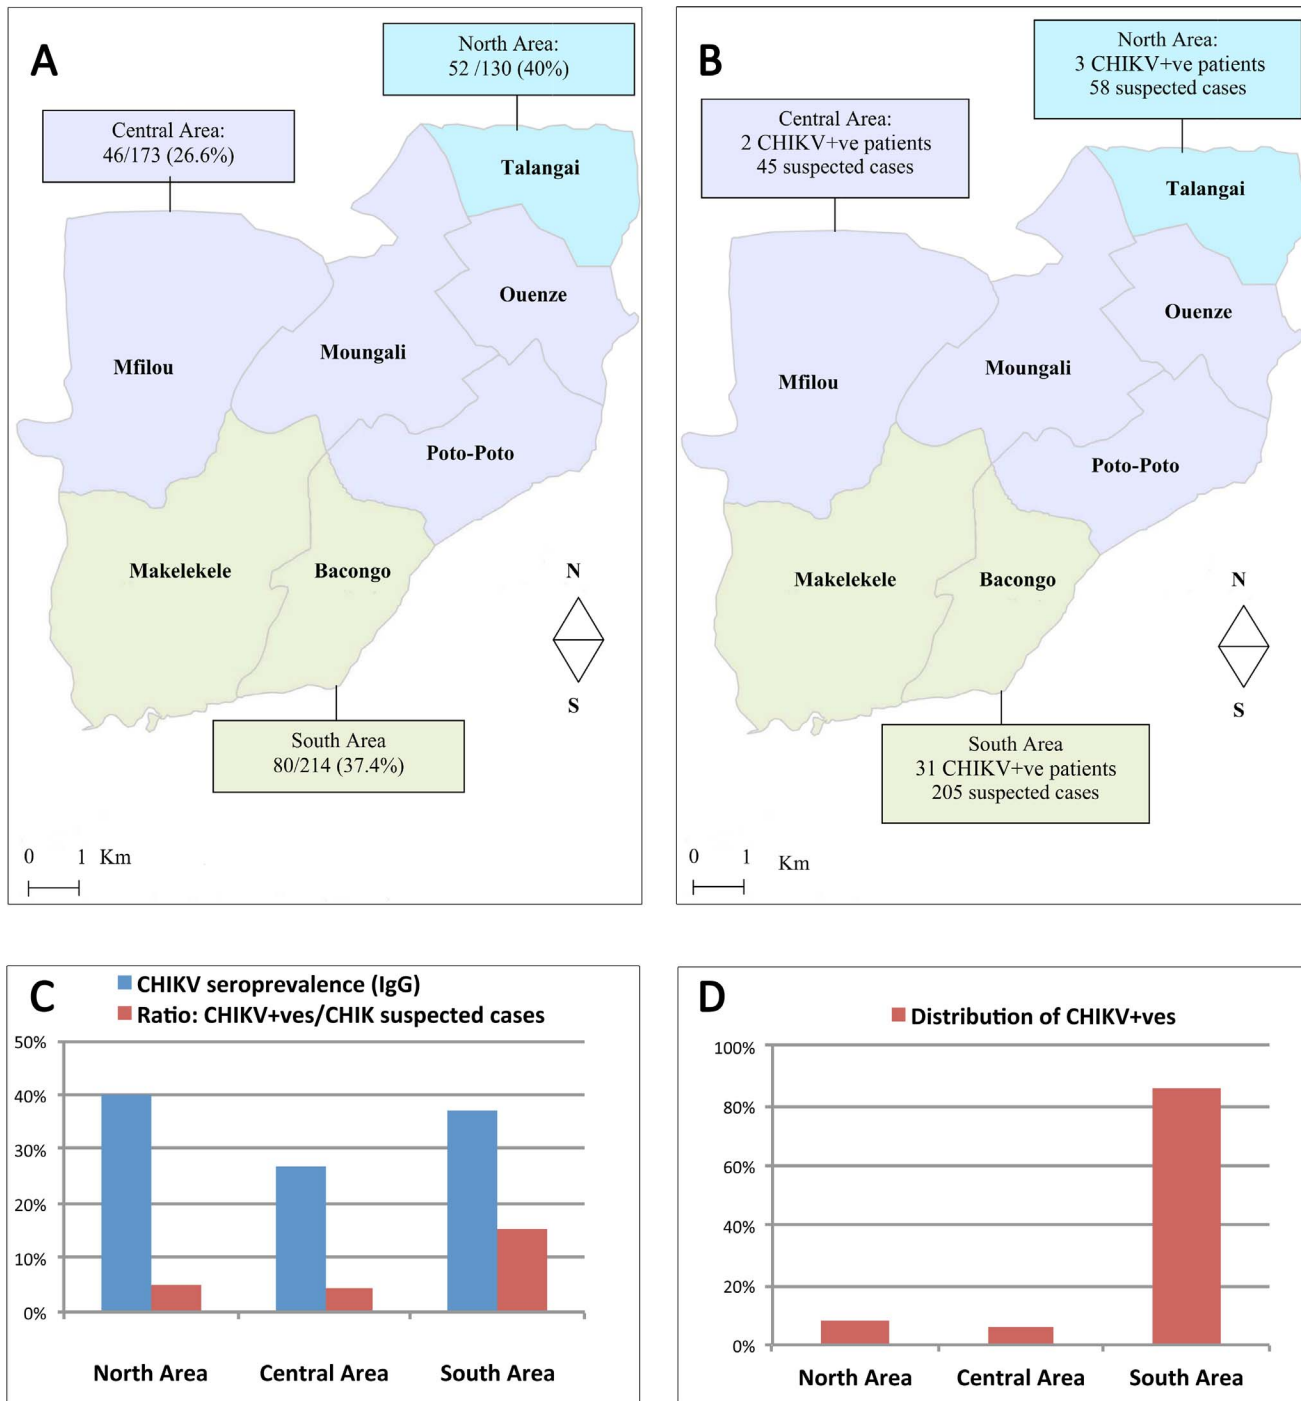 A
North Area:
52 /130 (40%)
Central Area:
46/173 (26.6%)
Talangai
Ouenze
Moungali
Mfilou
Poto-Poto
Makelekele
Bacongo
N
S
South Area
80/214 (37.4%)
0 1 Km
B
North Area:
3 CHIKV+ve patients
58 suspected cases
Central Area:
2 CHIKV+ve patients
45 suspected cases
Talangai
Ouenze
Moungali
Mfilou
Poto-Poto
Makelekele
Bacongo
N
S
South Area
31 CHIKV+ve patients
205 suspected cases
0 1 Km
C
CHIKV seroprevalence (IgG)
Ratio: CHIKV+ves/CHIK suspected cases
50%
40%
30%
20%
10%
0%
North Area Central Area South Area
D
Distribution of CHIKV+ves
100%
80%
60%
40%
20%
0%
North Area Central Area South Area